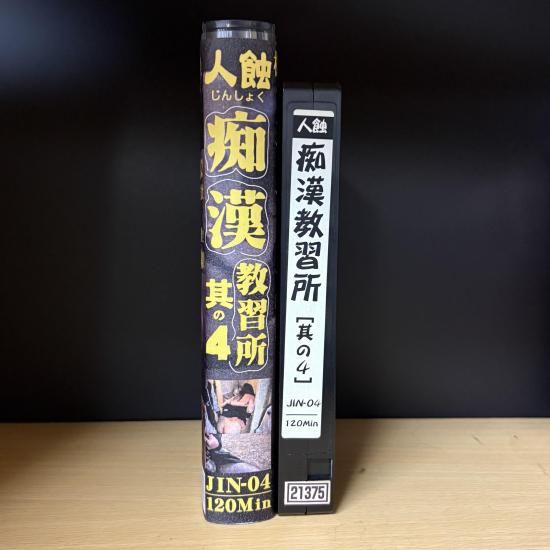 人蝕
じんしょく
痴漢
教習所
其の4
JIN-04
120Min
人蝕
痴漢教習所
[其の4]
JIN-04
120Min
21375